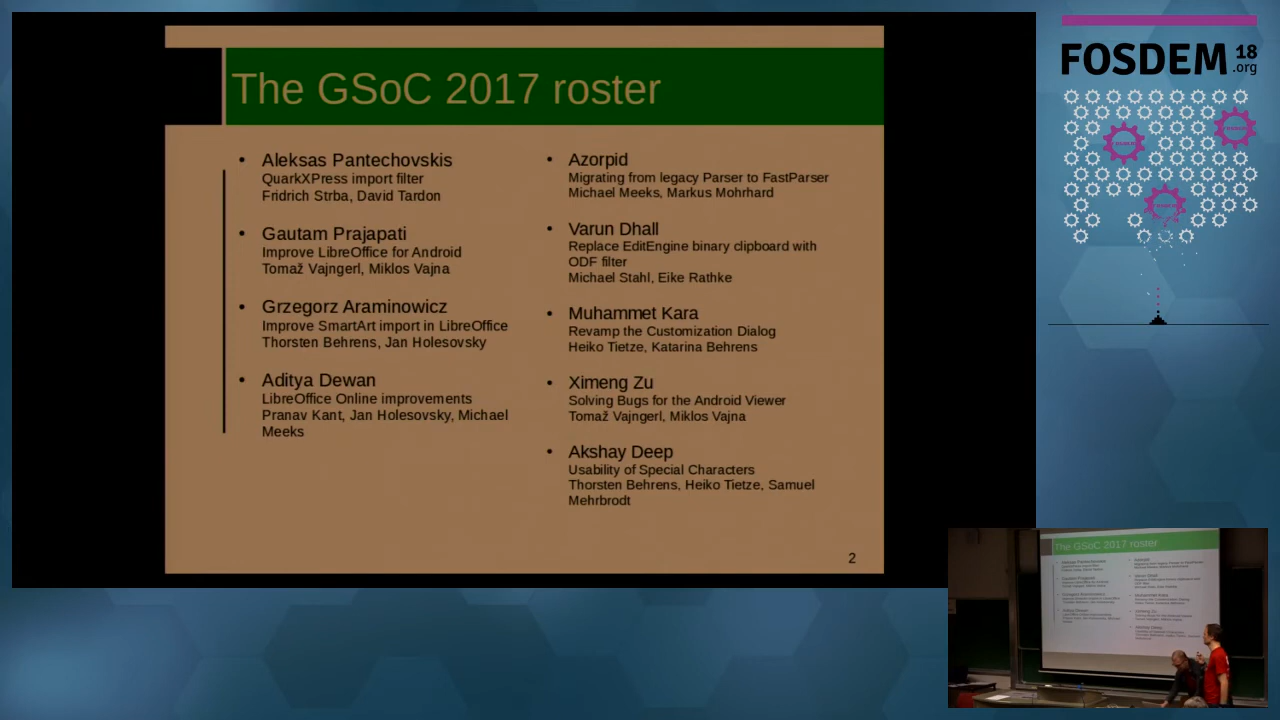 The GSoC 2017 roster
• Aleksas Pantechovskis
QuarkXPress import filter
Fridrich Strba, David Tardon
• Gautam Prajapati
Improve LibreOffice for Android
Tomaž Vajngerl, Miklos Vajna
• Grzegorz Araminowicz
Improve SmartArt import in LibreOffice
Thorsten Behrens, Jan Holesovsky
• Aditya Dewan
LibreOffice Online improvements
Pranav Kant, Jan Holesovsky, Michael
Meeks
• Azorpid
Migrating from legacy Parser to FastParser
Michael Meeks, Markus Mohrhard
• Varun Dhall
Replace EditEngine binary clipboard with
ODF filter
Michael Stahl, Eike Rathke
• Muhammet Kara
Revamp the Customization Dialog
Heiko Tietze, Katarina Behrens
• Ximeng Zu
Solving Bugs for the Android Viewer
Tomaž Vajngerl, Miklos Vajna
• Akshay Deep
Usability of Special Characters
Thorsten Behrens, Heiko Tietze, Samuel
Mehrbrodt
2
FOSDEM 18
.org
The GSoC 2017 roster